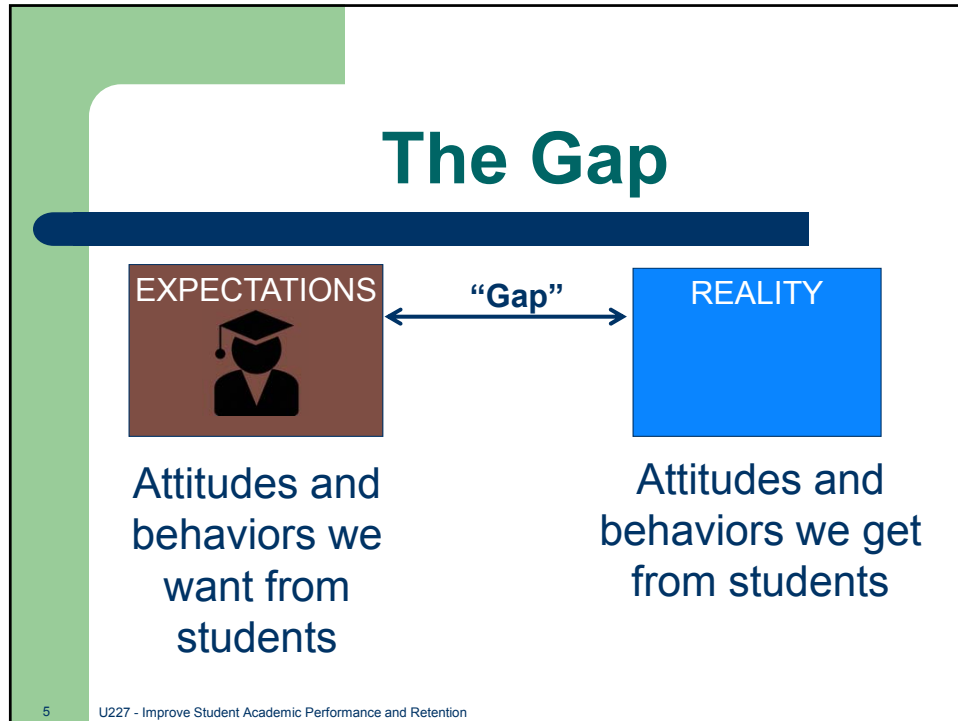 The Gap
EXPECTATIONS
“Gap”
REALITY
Attitudes and
behaviors we
want from
students
Attitudes and
behaviors we get
from students
5
U227 - Improve Student Academic Performance and Retention